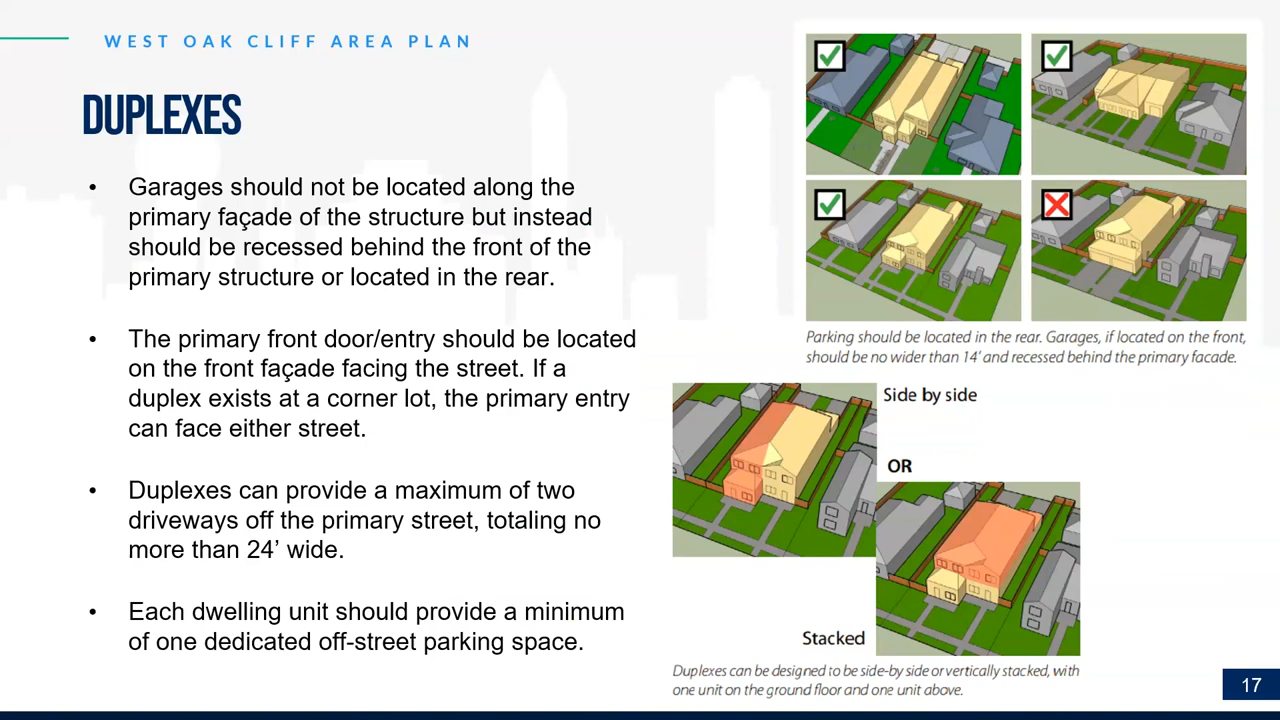 WEST OAK CLIFF AREA PLAN
DUPLEXES
• Garages should not be located along the
primary façade of the structure but instead
should be recessed behind the front of the
primary structure or located in the rear.
• The primary front door/entry should be located
on the front façade facing the street. If a
duplex exists at a corner lot, the primary entry
can face either street.
• Duplexes can provide a maximum of two
driveways off the primary street, totaling no
more than 24’ wide.
• Each dwelling unit should provide a minimum
of one dedicated off-street parking space.
Parking should be located in the rear. Garages, if located on the front,
should be no wider than 14' and recessed behind the primary facade.
Side by side
OR
Stacked
Duplexes can be designed to be side-by side or vertically stacked, with
one unit on the ground floor and one unit above.
17